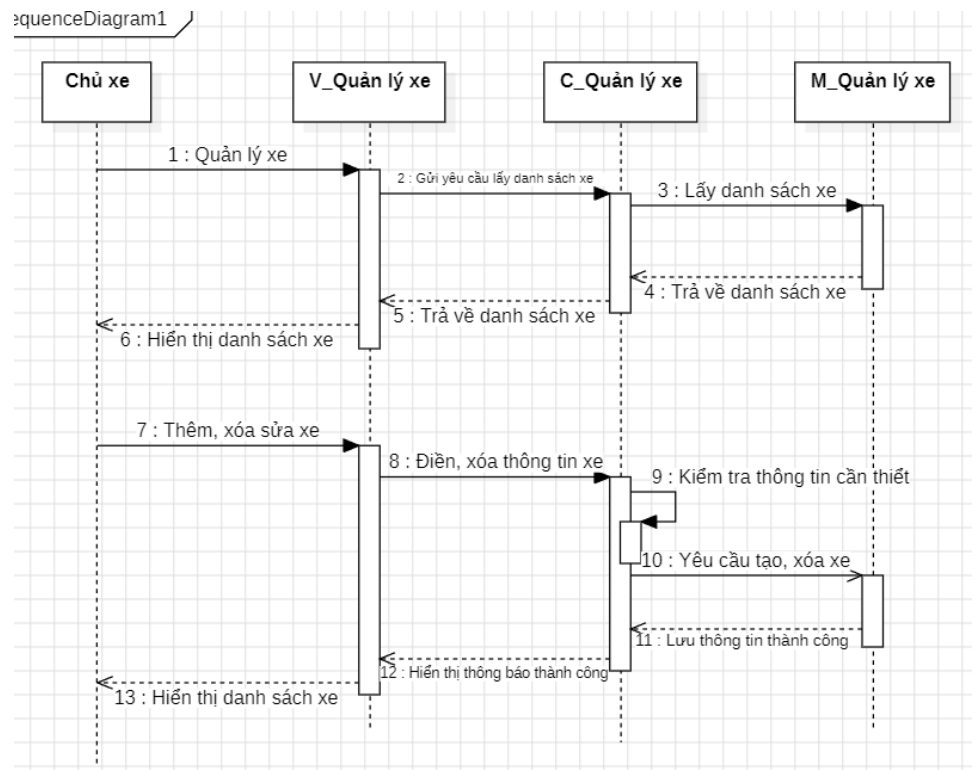 equenceDiagram1
Chủ xe
V_Quản lý xe
C_Quản lý xe
M_Quản lý xe
1 : Quản lý xe
2 : Gửi yêu cầu lấy danh sách xe
3 : Lấy danh sách xe
4 : Trả về danh sách xe
5 : Trả về danh sách xe
6 : Hiển thị danh sách xe
7 : Thêm, xóa sửa xe
8 : Điền, xóa thông tin xe
9 : Kiểm tra thông tin cần thiết
10 : Yêu cầu tạo, xóa xe
11 : Lưu thông tin thành công
12 : Hiển thị thông báo thành công
13 : Hiển thị danh sách xe